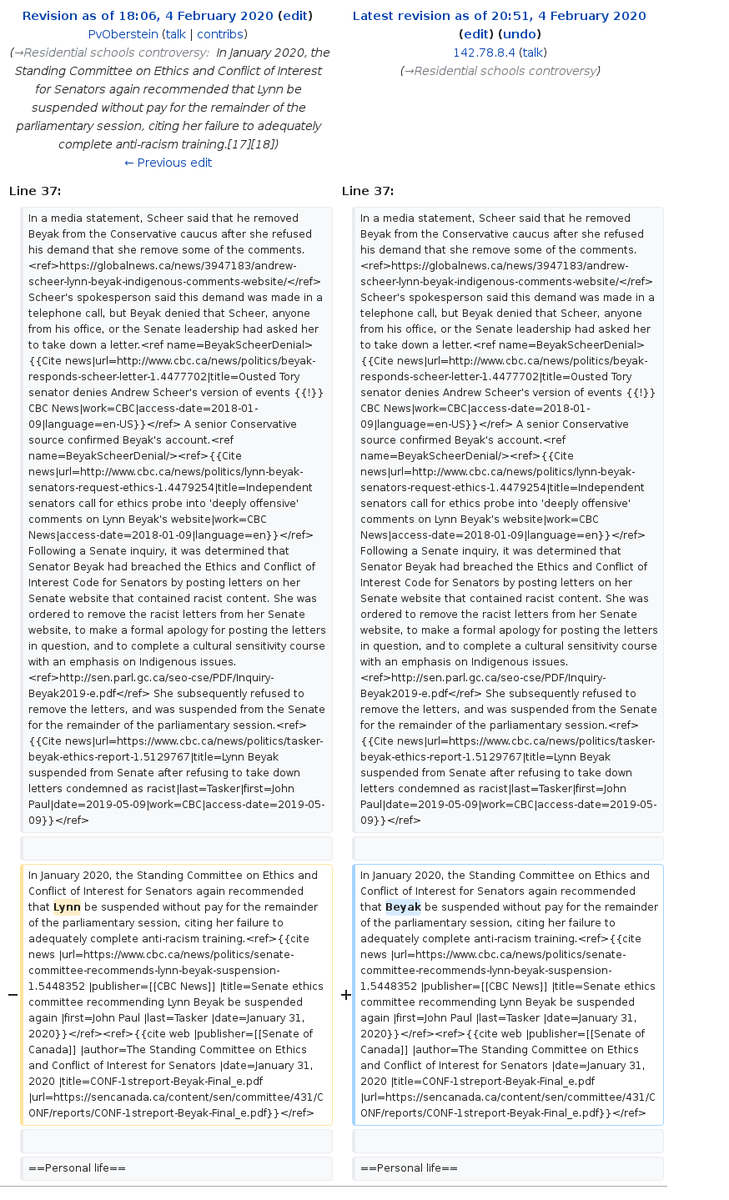 Revision as of 18:06, 4 February 2020 (edit)
PvOberstein (talk | contribs)
(→Residential schools controversy: In January 2020, the
Standing Committee on Ethics and Conflict of Interest
for Senators again recommended that Lynn be
suspended without pay for the remainder of the
parliamentary session, citing her failure to adequately
complete anti-racism training.[17][18])
← Previous edit
Latest revision as of 20:51, 4 February 2020
(edit) (undo)
142.78.8.4 (talk)
(→Residential schools controversy)
Line 37:
In a media statement, Scheer said that he removed
Beyak from the Conservative caucus after she refused
his demand that she remove some of the comments.
<ref>https://globalnews.ca/news/3947183/andrew-
scheer-lynn-beyak-indigenous-comments-website/</ref>
Scheer's spokesperson said this demand was made in a
telephone call, but Beyak denied that Scheer, anyone
from his office, or the Senate leadership had asked her
to take down a letter.<ref name=BeyakScheerDenial>
{{Cite news|url=http://www.cbc.ca/news/politics/beyak-
responds-scheer-letter-1.4477702|title=Ousted Tory
senator denies Andrew Scheer's version of events {{!}}
CBC News|work=CBC|access-date=2018-01-
09|language=en-US}}</ref> A senior Conservative
source confirmed Beyak's account.<ref
name=BeyakScheerDenial/><ref>{{Cite
news|url=http://www.cbc.ca/news/politics/lynn-beyak-
senators-request-ethics-1.4479254|title=Independent
senators call for ethics probe into 'deeply offensive'
comments on Lynn Beyak's website|work=CBC
News|access-date=2018-01-09|language=en}}</ref>
Following a Senate inquiry, it was determined that
Senator Beyak had breached the Ethics and Conflict of
Interest Code for Senators by posting letters on her
Senate website that contained racist content. She was
ordered to remove the racist letters from her Senate
website, to make a formal apology for posting the letters
in question, and to complete a cultural sensitivity course
with an emphasis on Indigenous issues.
<ref>http://sen.parl.gc.ca/seo-cse/PDF/Inquiry-
Beyak2019-e.pdf</ref> She subsequently refused to
remove the letters, and was suspended from the Senate
for the remainder of the parliamentary session.<ref>
{{Cite news|url=https://www.cbc.ca/news/politics/tasker-
beyak-ethics-report-1.5129767|title=Lynn Beyak
suspended from Senate after refusing to take down
letters condemned as racist|last=Tasker|first=John
Paul|date=2019-05-09|work=CBC|access-date=2019-05-
09}}</ref>
− In January 2020, the Standing Committee on Ethics and
Conflict of Interest for Senators again recommended
that Lynn be suspended without pay for the remainder
of the parliamentary session, citing her failure to
adequately complete anti-racism training.<ref>{{cite
news |url=https://www.cbc.ca/news/politics/senate-
committee-recommends-lynn-beyak-suspension-
1.5448352 |publisher=[[CBC News]] |title=Senate ethics
committee recommending Lynn Beyak be suspended
again |first=John Paul |last=Tasker |date=January 31,
2020}}</ref><ref>{{cite web |publisher=[[Senate of
Canada]] |author=The Standing Committee on Ethics
and Conflict of Interest for Senators |date=January 31,
2020 |title=CONF-1streport-Beyak-Final_e.pdf
|url=https://sencanada.ca/content/sen/committee/431/C
ONF/reports/CONF-1streport-Beyak-Final_e.pdf}}</ref>
==Personal life==
Line 37:
In a media statement, Scheer said that he removed
Beyak from the Conservative caucus after she refused
his demand that she remove some of the comments.
<ref>https://globalnews.ca/news/3947183/andrew-
scheer-lynn-beyak-indigenous-comments-website/</ref>
Scheer's spokesperson said this demand was made in a
telephone call, but Beyak denied that Scheer, anyone
from his office, or the Senate leadership had asked her
to take down a letter.<ref name=BeyakScheerDenial>
{{Cite news|url=http://www.cbc.ca/news/politics/beyak-
responds-scheer-letter-1.4477702|title=Ousted Tory
senator denies Andrew Scheer's version of events {{!}}
CBC News|work=CBC|access-date=2018-01-
09|language=en-US}}</ref> A senior Conservative
source confirmed Beyak's account.<ref
name=BeyakScheerDenial/><ref>{{Cite
news|url=http://www.cbc.ca/news/politics/lynn-beyak-
senators-request-ethics-1.4479254|title=Independent
senators call for ethics probe into 'deeply offensive'
comments on Lynn Beyak's website|work=CBC
News|access-date=2018-01-09|language=en}}</ref>
Following a Senate inquiry, it was determined that
Senator Beyak had breached the Ethics and Conflict of
Interest Code for Senators by posting letters on her
Senate website that contained racist content. She was
ordered to remove the racist letters from her Senate
website, to make a formal apology for posting the letters
in question, and to complete a cultural sensitivity course
with an emphasis on Indigenous issues.
<ref>http://sen.parl.gc.ca/seo-cse/PDF/Inquiry-
Beyak2019-e.pdf</ref> She subsequently refused to
remove the letters, and was suspended from the Senate
for the remainder of the parliamentary session.<ref>
{{Cite news|url=https://www.cbc.ca/news/politics/tasker-
beyak-ethics-report-1.5129767|title=Lynn Beyak
suspended from Senate after refusing to take down
letters condemned as racist|last=Tasker|first=John
Paul|date=2019-05-09|work=CBC|access-date=2019-05-
09}}</ref>
+ In January 2020, the Standing Committee on Ethics and
Conflict of Interest for Senators again recommended
that Beyak be suspended without pay for the remainder
of the parliamentary session, citing her failure to
adequately complete anti-racism training.<ref>{{cite
news |url=https://www.cbc.ca/news/politics/senate-
committee-recommends-lynn-beyak-suspension-
1.5448352 |publisher=[[CBC News]] |title=Senate ethics
committee recommending Lynn Beyak be suspended
again |first=John Paul |last=Tasker |date=January 31,
2020}}</ref><ref>{{cite web |publisher=[[Senate of
Canada]] |author=The Standing Committee on Ethics
and Conflict of Interest for Senators |date=January 31,
2020 |title=CONF-1streport-Beyak-Final_e.pdf
|url=https://sencanada.ca/content/sen/committee/431/C
ONF/reports/CONF-1streport-Beyak-Final_e.pdf}}</ref>
==Personal life==